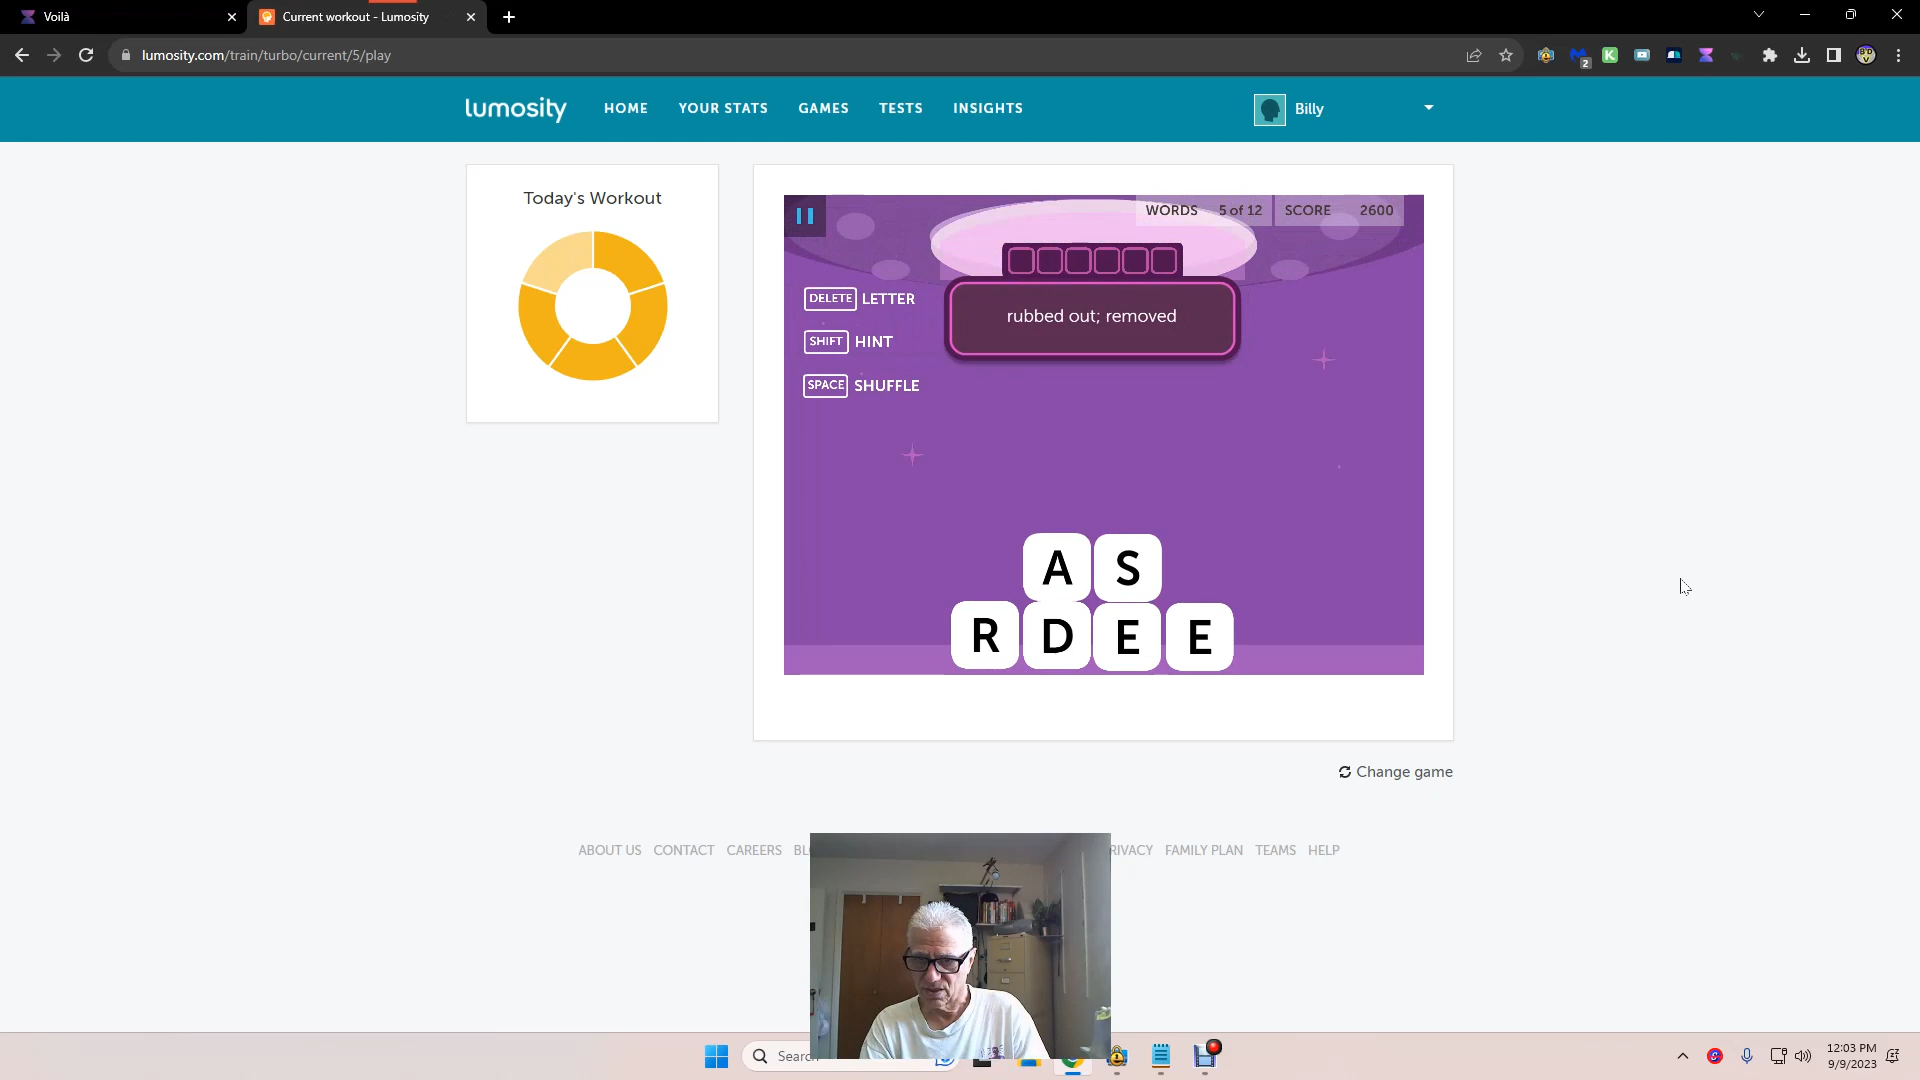 Voilà
Current workout - Lumosity
lumosity.com/train/turbo/current/5/play
2
lumosity
HOME
YOUR STATS
GAMES
TESTS
INSIGHTS
Billy
Today's Workout
WORDS 5 of 12
SCORE 2600
DELETE LETTER
SHIFT HINT
SPACE SHUFFLE
rubbed out; removed
A S
R D E E
Change game
ABOUT US CONTACT CAREERS
FAMILY PLAN TEAMS HELP
12:03 PM
9/9/2023